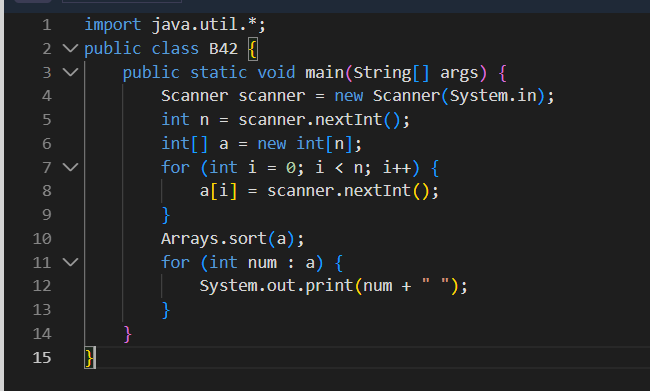 1 import java.util.*;
2 public class B42 {
3 public static void main(String[] args) {
4 Scanner scanner = new Scanner(System.in);
5 int n = scanner.nextInt();
6 int[] a = new int[n];
7 for (int i = 0; i < n; i++) {
8 a[i] = scanner.nextInt();
9 }
10 Arrays.sort(a);
11 for (int num : a) {
12 System.out.print(num + " ");
13 }
14 }
15 }